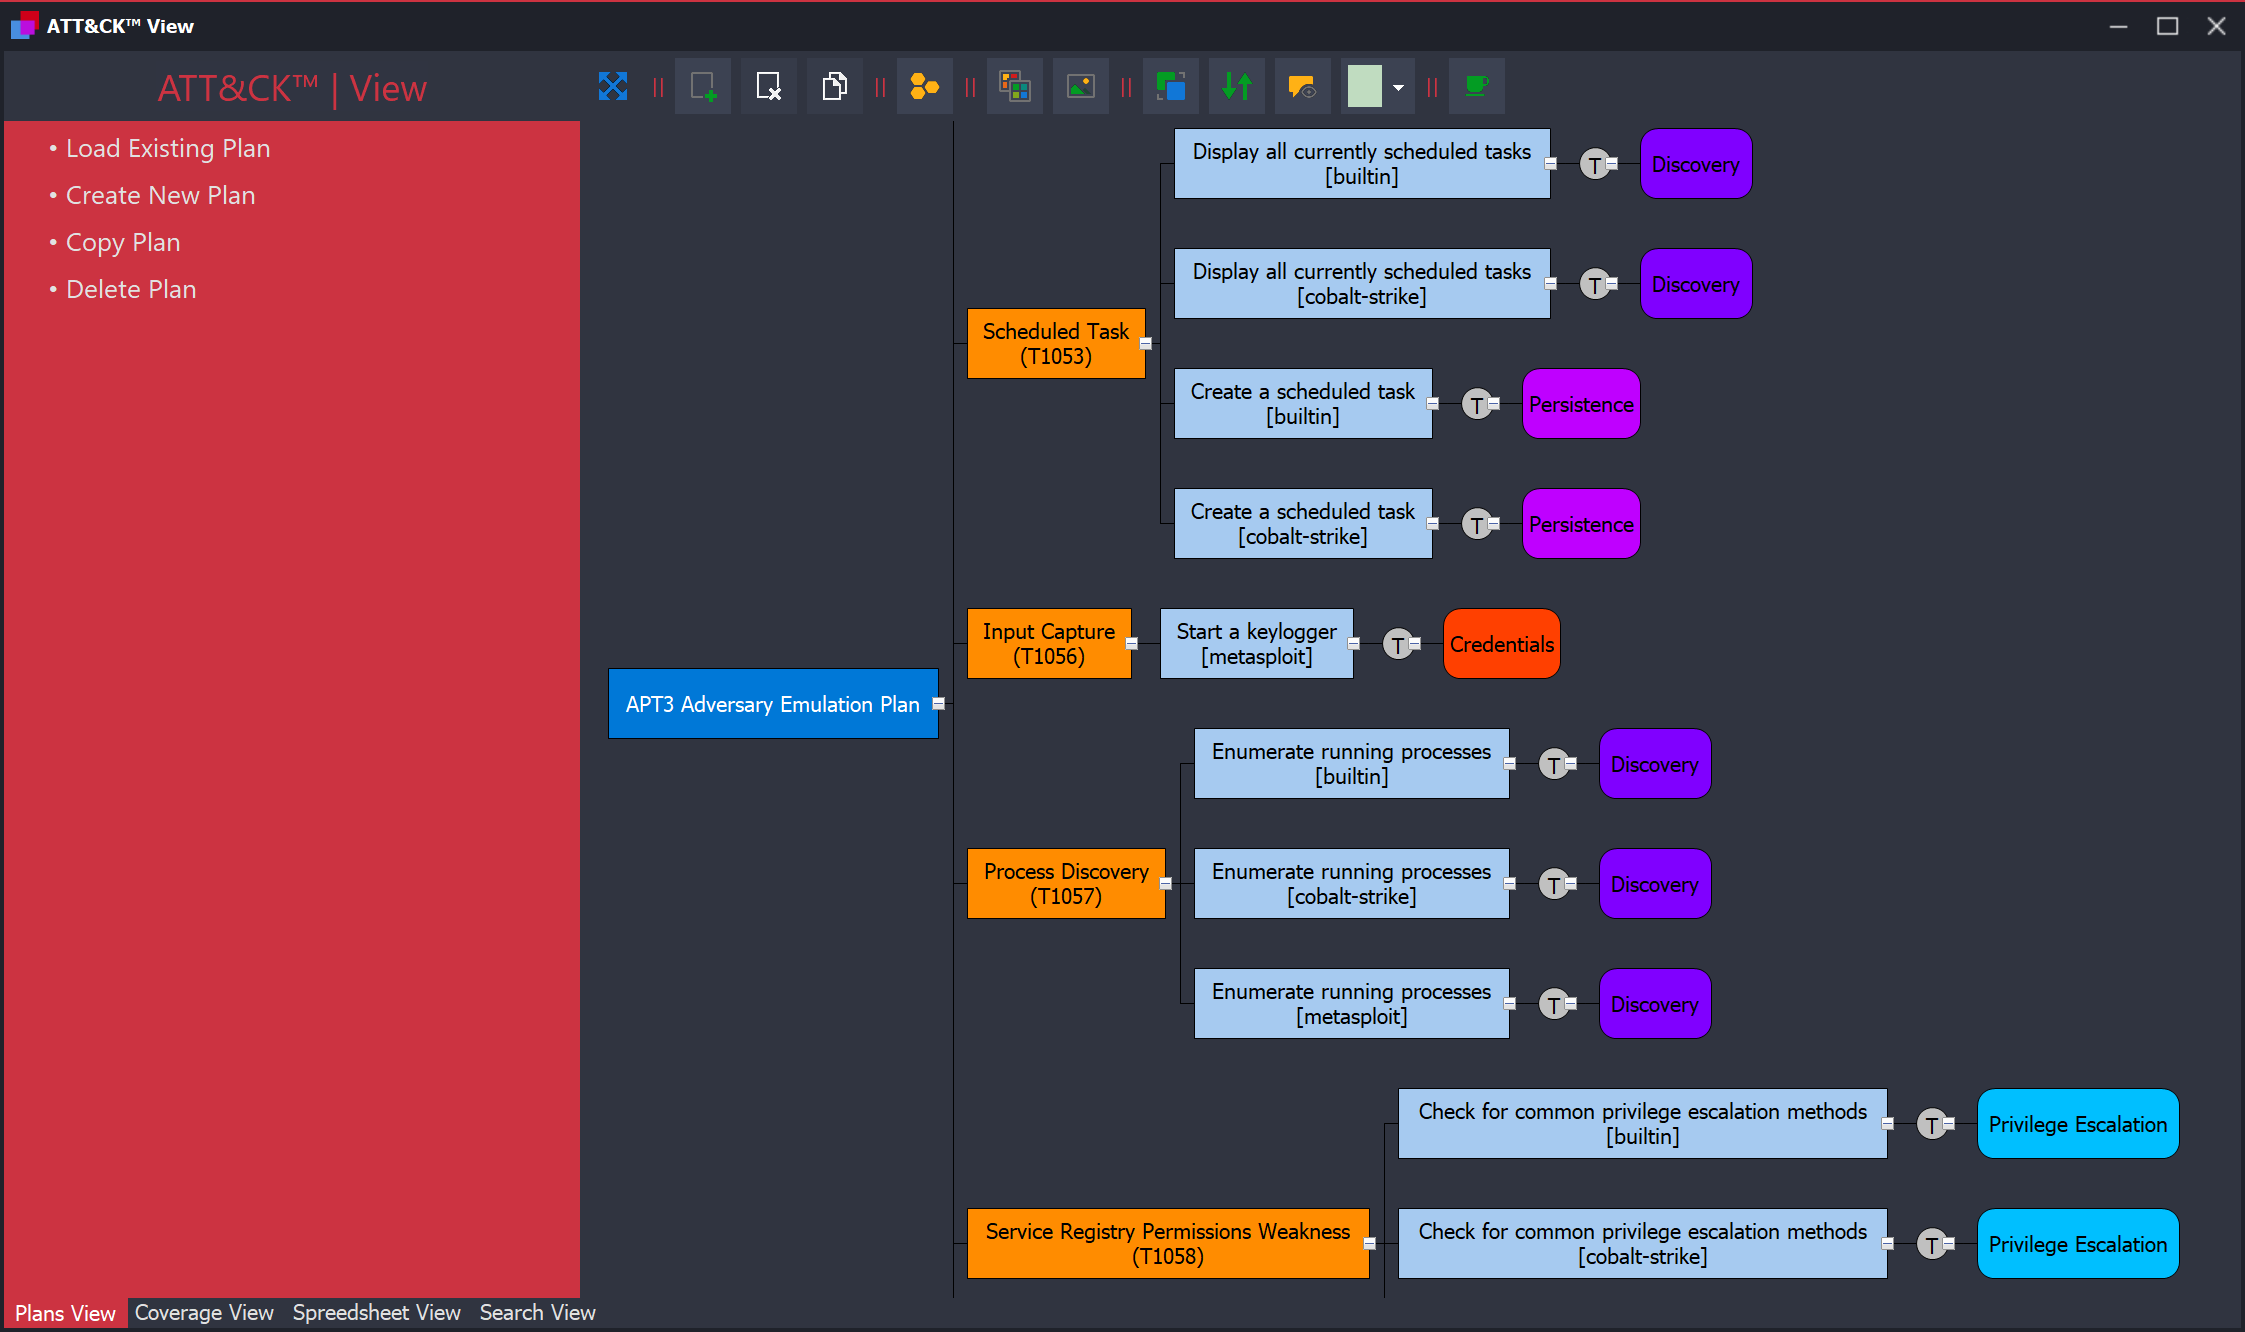 ATT&CK™ View
ATT&CK™ | View
• Load Existing Plan
• Create New Plan
• Copy Plan
• Delete Plan
APT3 Adversary Emulation Plan
Scheduled Task
(T1053)
Display all currently scheduled tasks
[builtin]
T
Discovery
Display all currently scheduled tasks
[cobalt-strike]
T
Discovery
Create a scheduled task
[builtin]
T
Persistence
Create a scheduled task
[cobalt-strike]
T
Persistence
Input Capture
(T1056)
Start a keylogger
[metasploit]
T
Credentials
Process Discovery
(T1057)
Enumerate running processes
[builtin]
T
Discovery
Enumerate running processes
[cobalt-strike]
T
Discovery
Enumerate running processes
[metasploit]
T
Discovery
Service Registry Permissions Weakness
(T1058)
Check for common privilege escalation methods
[builtin]
T
Privilege Escalation
Check for common privilege escalation methods
[cobalt-strike]
T
Privilege Escalation
Plans View
Coverage View
Spreedsheet View
Search View